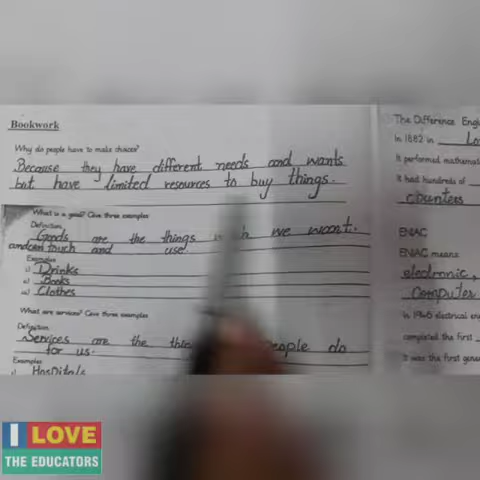 Bookwork
Why do people have to make choices?
Because they have different needs and wants
but have limited resources to buy things.
What is a good? Give three examples
Definition
Goods are the things we want.
and can touch and use
Examples
i) Drinks
ii) Books
iii) Clothes
What are services? Give three examples
Definition
Services are the people do
for us.
Examples
Hospitals
The Difference
In 1882 in
It performed
It had hundreds of
counters
ENIAC
ENIAC means
electronic,
computer
In 1946 electrical
completed the first
It was the first
I LOVE
THE EDUCATORS